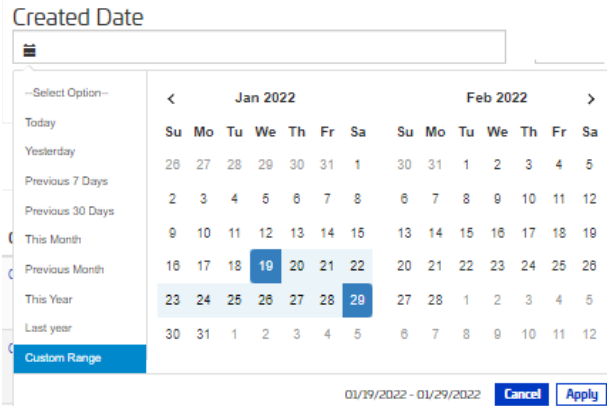 Created Date
--Select Option--
Today
Yesterday
Previous 7 Days
Previous 30 Days
This Month
Previous Month
This Year
Last year
Custom Range
Jan 2022
Su Mo Tu We Th Fr Sa
26 27 28 29 30 31 1
2 3 4 5 6 7 8
9 10 11 12 13 14 15
16 17 18 19 20 21 22
23 24 25 26 27 28 29
30 31 1 2 3 4 5
Feb 2022
Su Mo Tu We Th Fr Sa
30 31 1 2 3 4 5
6 7 8 9 10 11 12
13 14 15 16 17 18 19
20 21 22 23 24 25 26
27 28 1 2 3 4 5
6 7 8 9 10 11 12
01/19/2022 - 01/29/2022 Cancel Apply